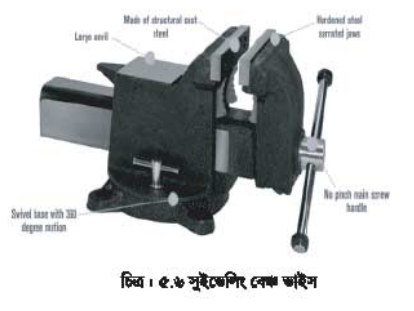 Made of structural cast
steel
Hardened steel
serrated jaws
Large anvil
No pinch main screw
handle
Swivel base with 360
degree motion
চিত্র : ৫.৬ সুইভেলিং বেঞ্চ ভাইস